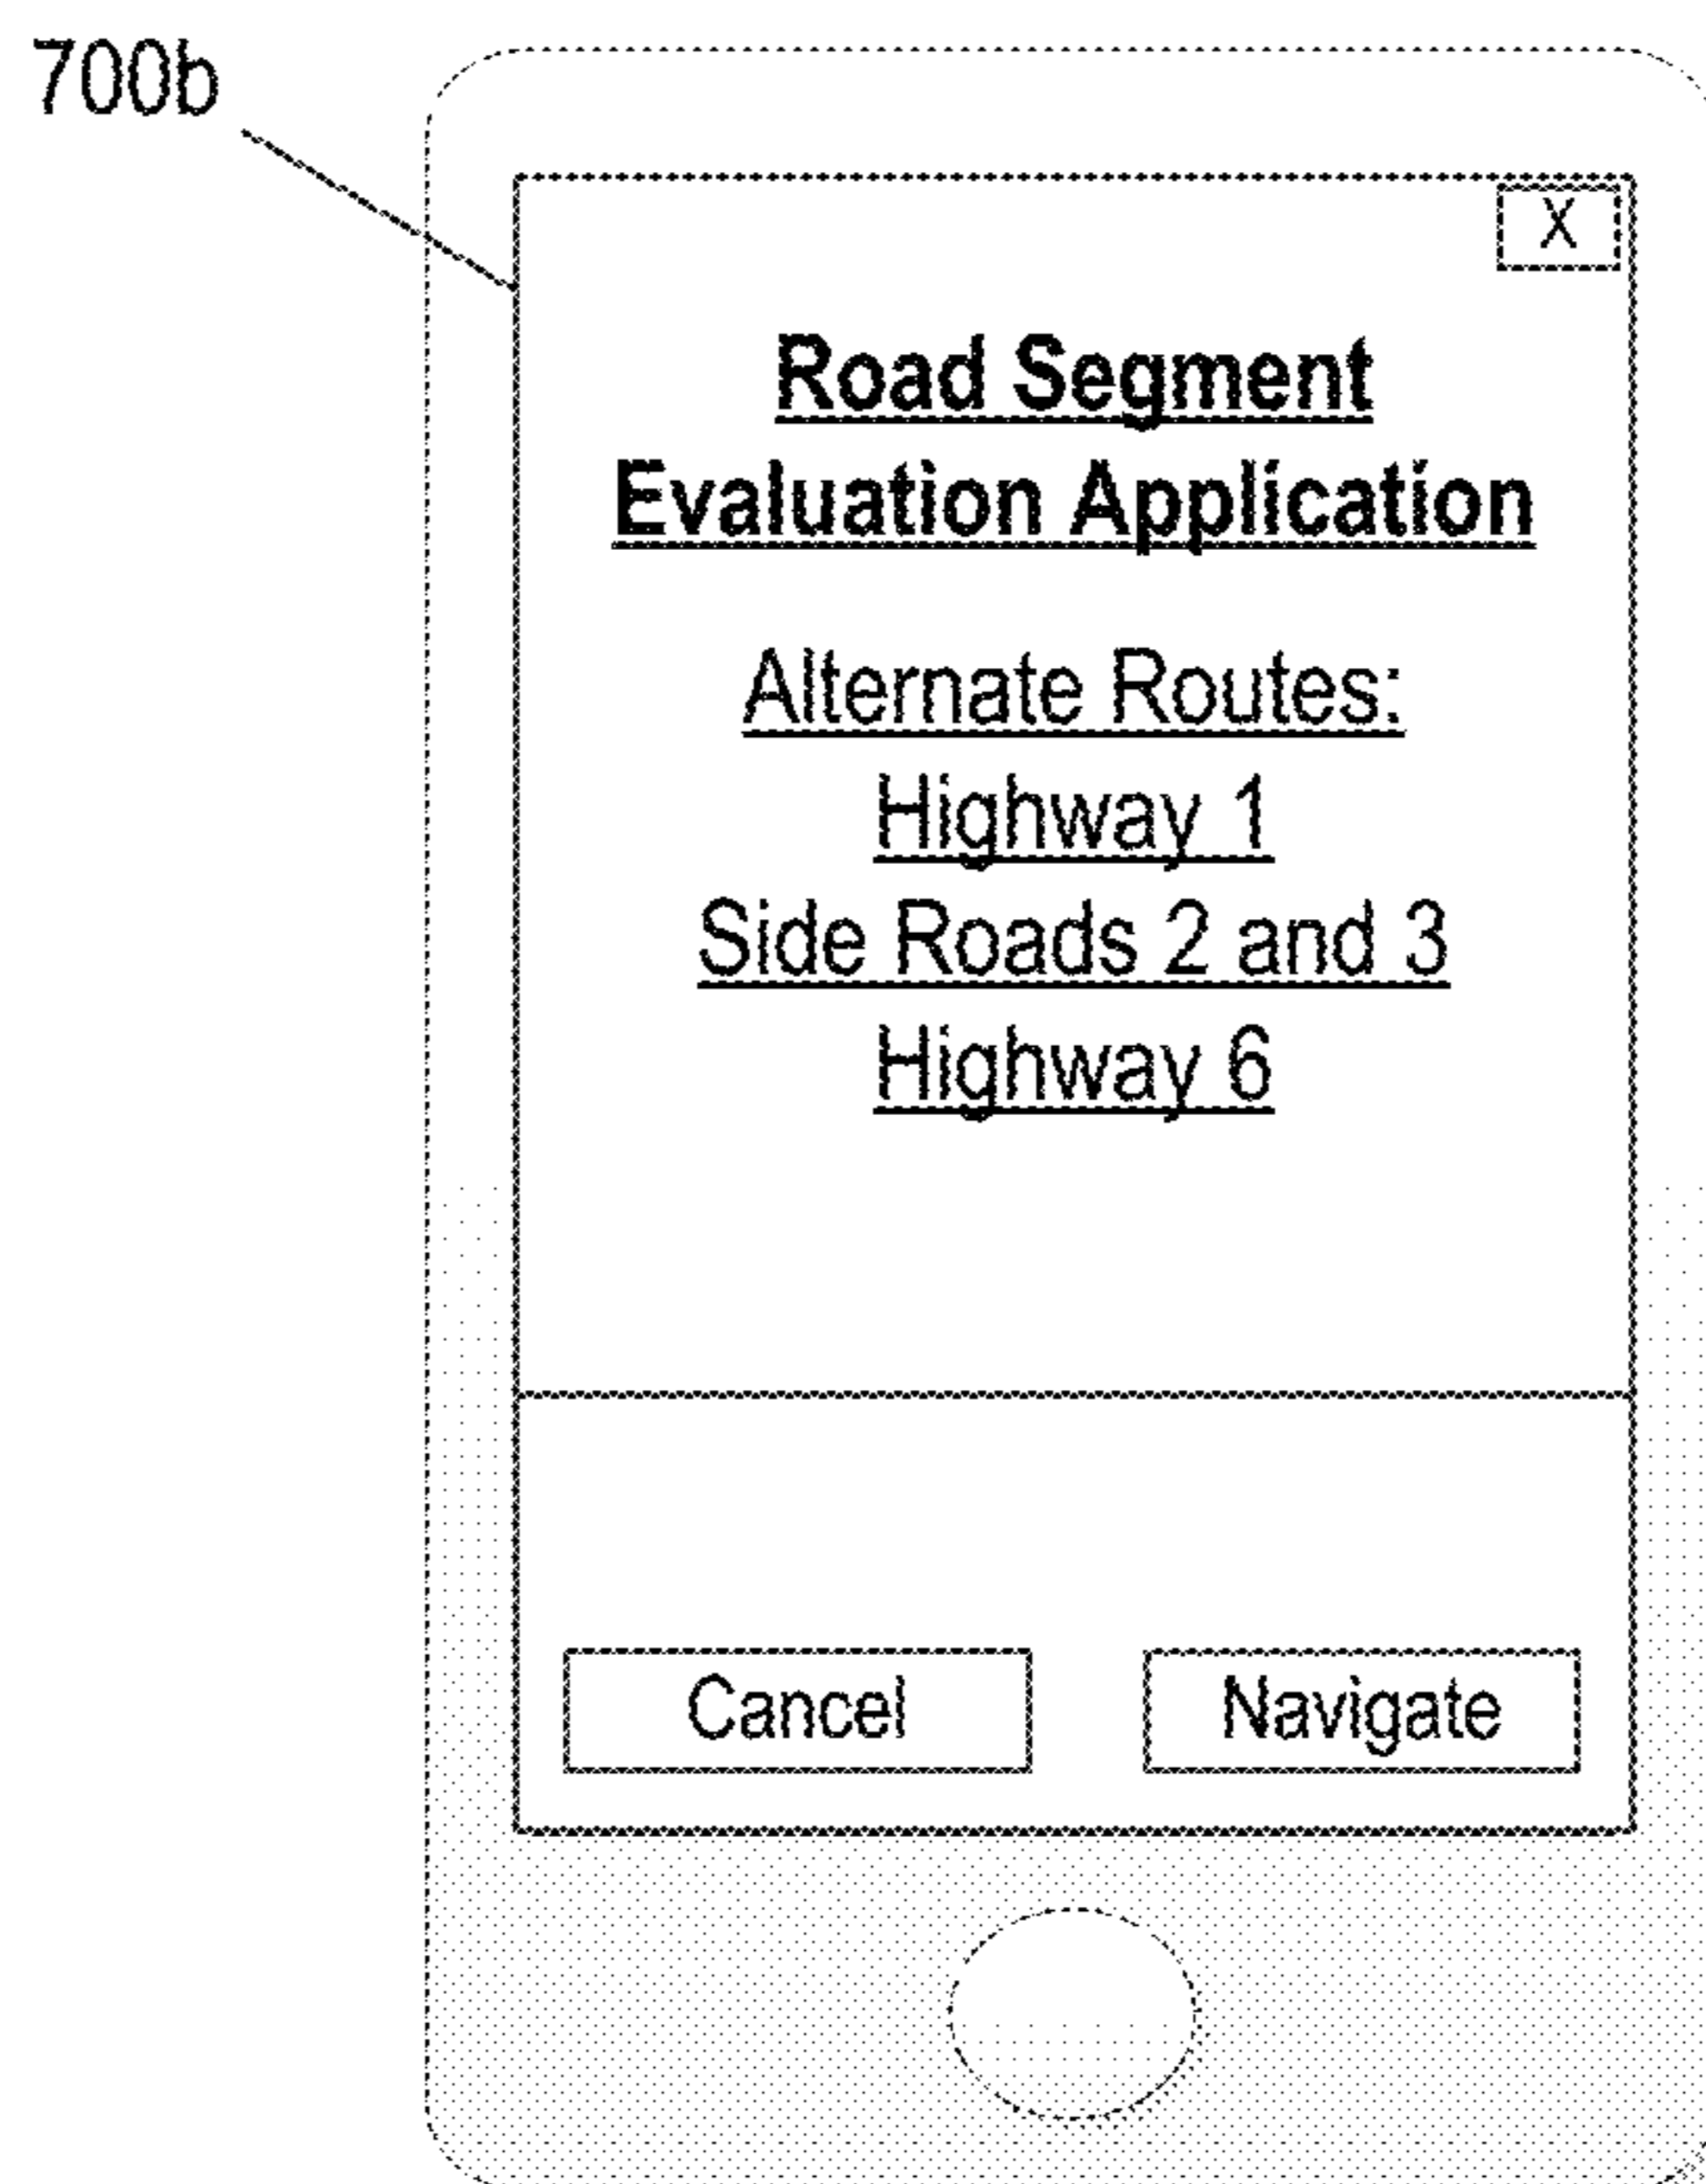 700b
X
Road Segment
Evaluation Application
Alternate Routes:
Highway 1
Side Roads 2 and 3
Highway 6
Cancel
Navigate